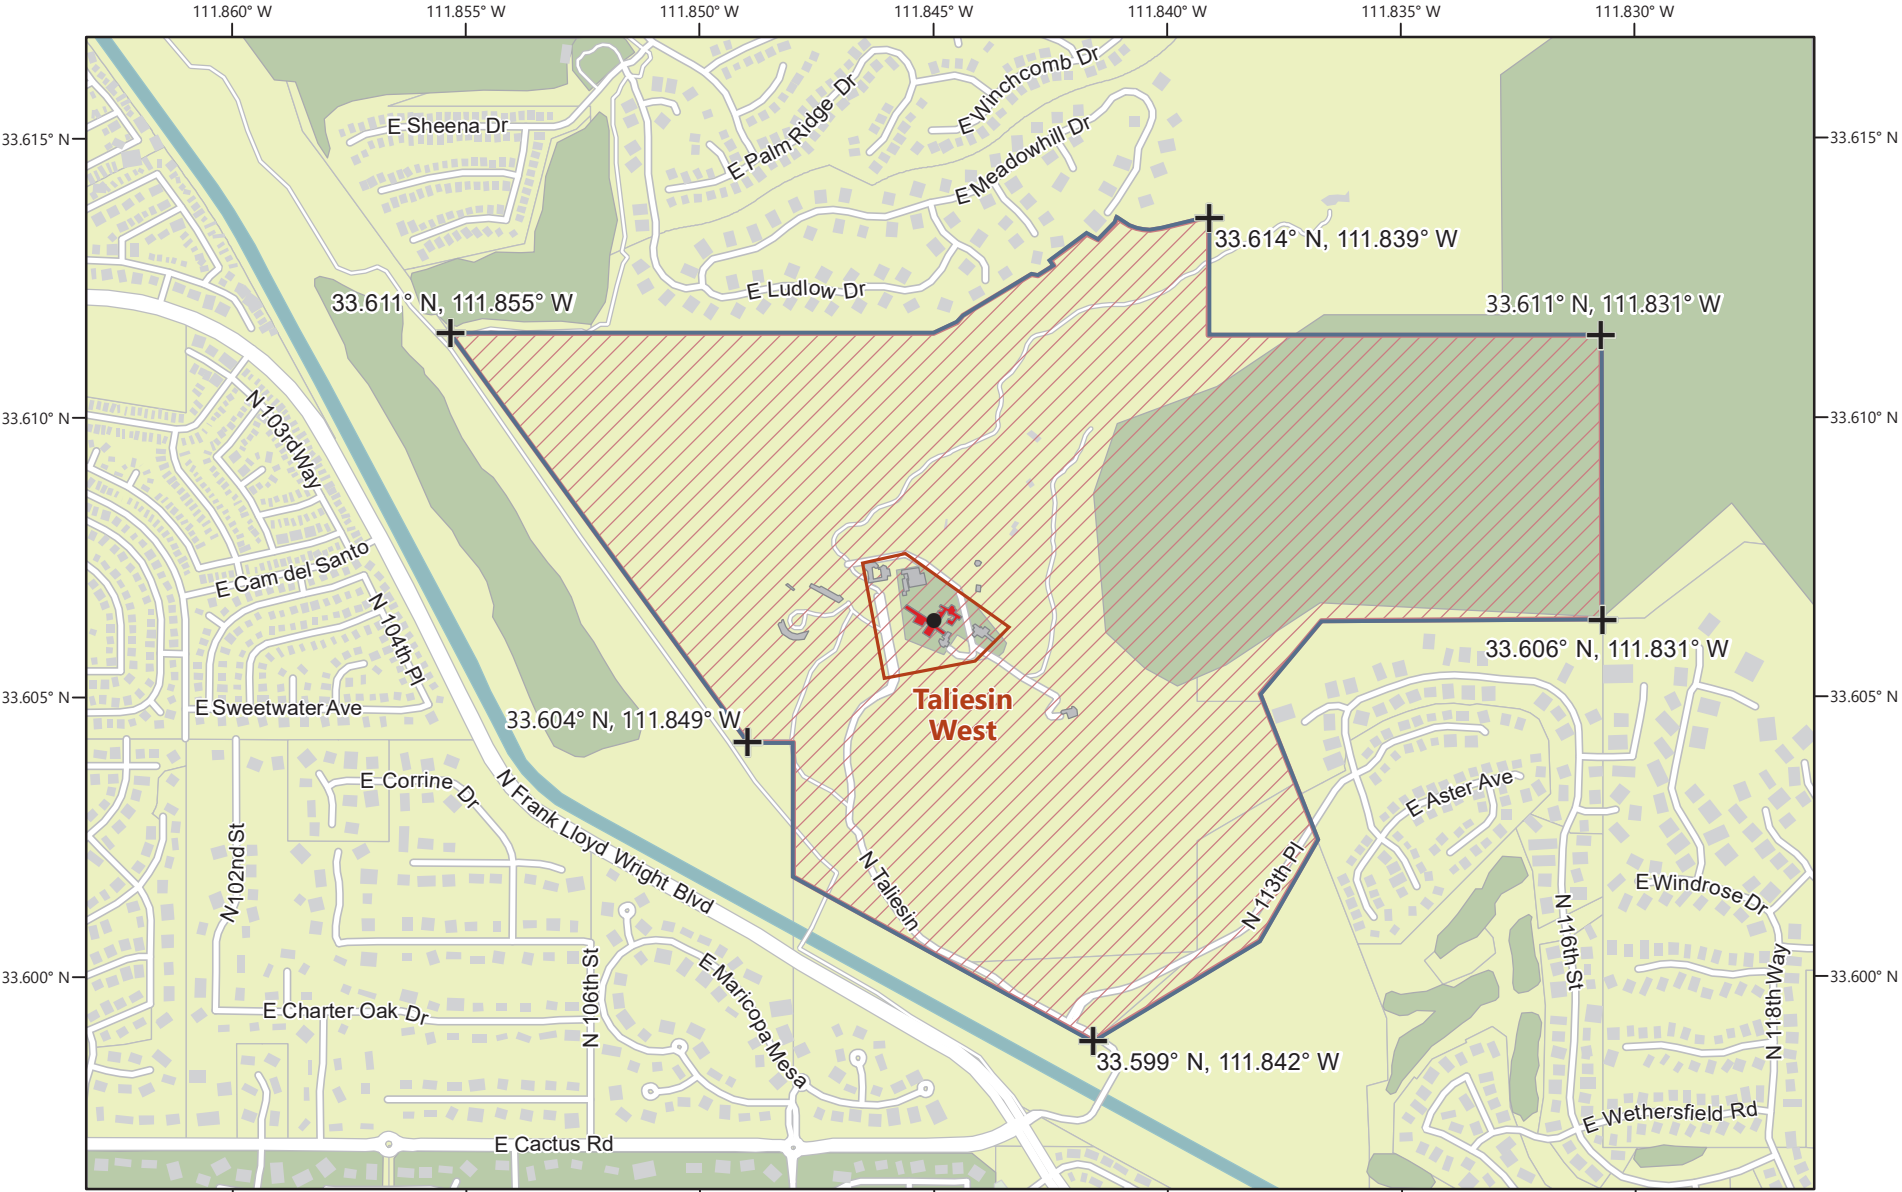 111.860° W
111.855° W
111.850° W
111.845° W
111.840° W
111.835° W
111.830° W
33.615° N
33.615° N
33.610° N
33.610° N
33.605° N
33.605° N
33.600° N
33.600° N
E Sheena Dr
E Palm Ridge Dr
E Winchcomb Dr
E Meadowhill Dr
E Ludlow Dr
33.614° N, 111.839° W
33.611° N, 111.855° W
33.611° N, 111.831° W
N 103rd Way
E Cam del Santo
N 104th Pl
E Sweetwater Ave
33.606° N, 111.831° W
33.604° N, 111.849° W
Taliesin
West
E Corrine Dr
N Frank Lloyd Wright Blvd
N 102nd St
E Aster Ave
N Taliesin
N 113th Pl
E Windrose Dr
N 116th St
N 118th Way
E Charter Oak Dr
N 106th St
E Maricopa Mesa
33.599° N, 111.842° W
E Wethersfield Rd
E Cactus Rd